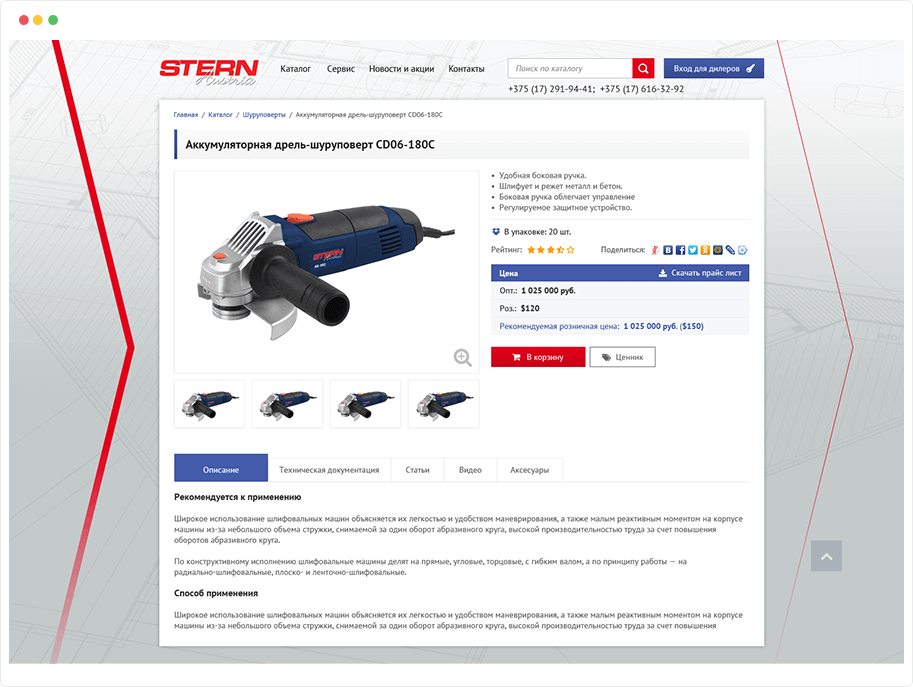 STERN
Austria
Каталог Сервис Новости и акции Контакты
Поиск по каталогу
Вход для дилеров
+375 (17) 291-94-41; +375 (17) 616-32-92
Главная / Каталог / Шуруповерты / Аккумуляторная дрель-шуруповерт CD06-180C
Аккумуляторная дрель-шуруповерт CD06-180C
• Удобная боковая ручка.
• Шлифует и режет металл и бетон.
• Боковая ручка облегчает управление
• Регулируемое защитное устройство.
В упаковке: 20 шт.
Рейтинг:
Поделиться:
STERN
Цена
Скачать прайс лист
Опт.: 1 025 000 руб.
Роз.: $120
Рекомендуемая розничная цена: 1 025 000 руб. ($150)
В корзину
Ценник
Описание
Техническая документация
Статьи
Видео
Аксесуары
Рекомендуется к применению
Широкое использование шлифовальных машин объясняется их легкостью и удобством маневрирования, а также малым реактивным моментом на корпусе
машины из-за небольшого объема стружки, снимаемой за один оборот абразивного круга, высокой производительностью труда за счет повышения
оборотов абразивного круга.
По конструктивному исполнению шлифовальные машины делят на прямые, угловые, торцовые, с гибким валом, а по принципу работы — на
радиально-шлифовальные, плоско- и ленточно-шлифовальные.
Способ применения
Широкое использование шлифовальных машин объясняется их легкостью и удобством маневрирования, а также малым реактивным моментом на корпусе
машины из-за небольшого объема стружки, снимаемой за один оборот абразивного круга, высокой производительностью труда за счет повышения